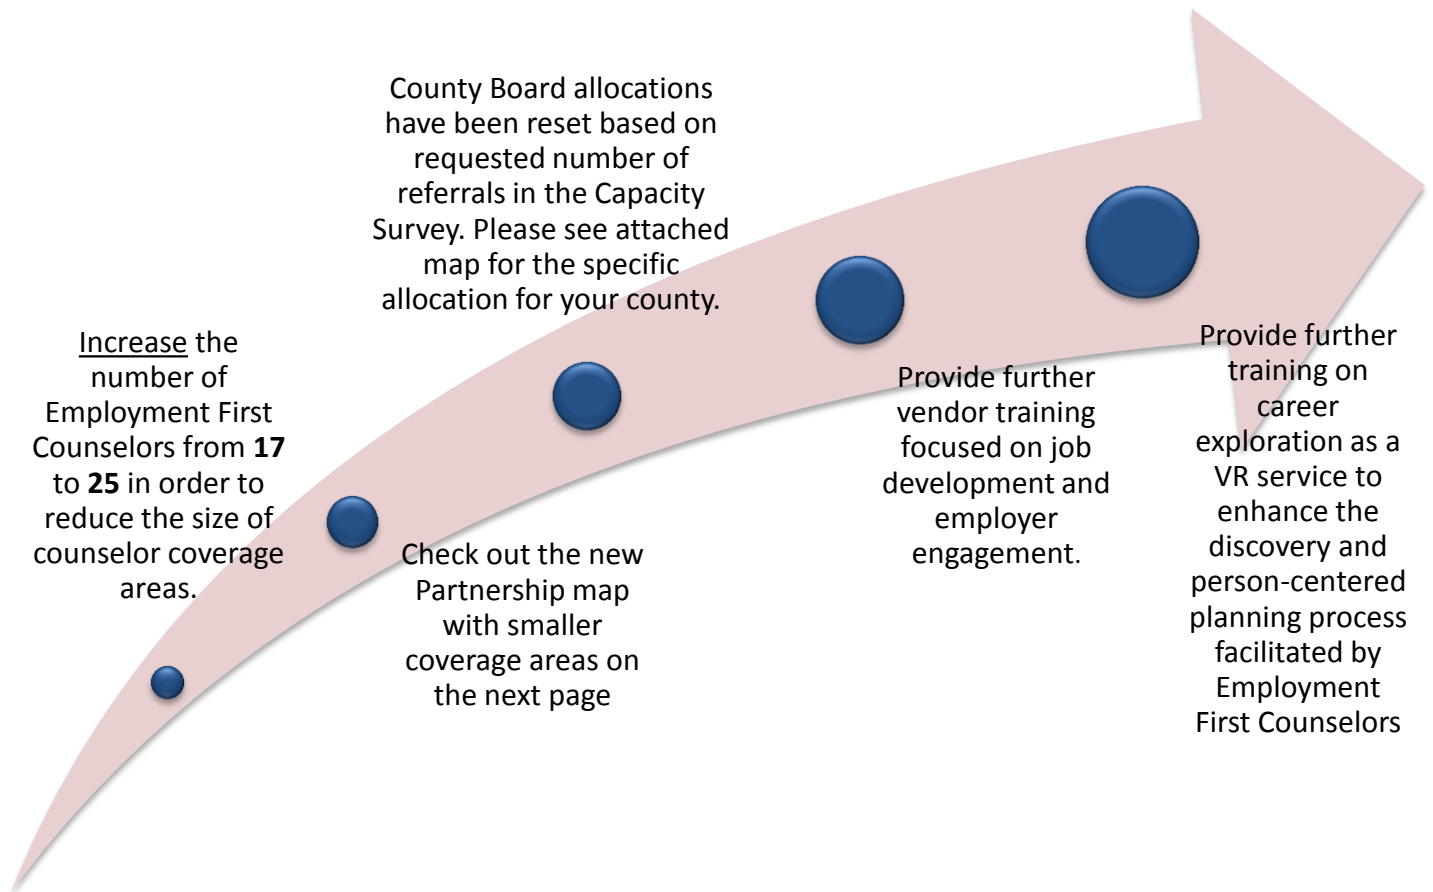 Increase the
number of
Employment First
Counselors from 17
to 25 in order to
reduce the size of
counselor coverage
areas.
Check out the new
Partnership map
with smaller
coverage areas on
the next page
County Board allocations
have been reset based on
requested number of
referrals in the Capacity
Survey. Please see attached
map for the specific
allocation for your county.
Provide further
vendor training
focused on job
development and
employer
engagement.
Provide further
training on
career
exploration as a
VR service to
enhance the
discovery and
person-centered
planning process
facilitated by
Employment
First Counselors